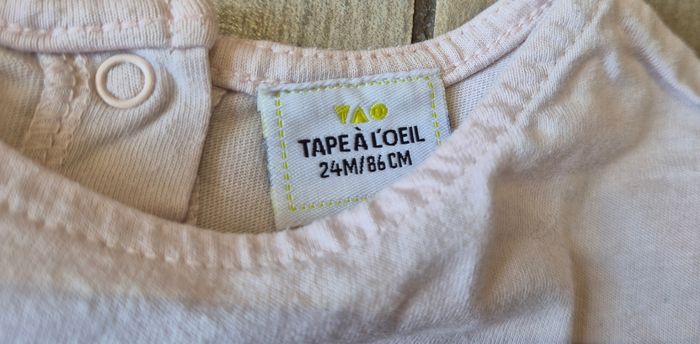 TAO
TAPE À L'OEIL
24M/86CM